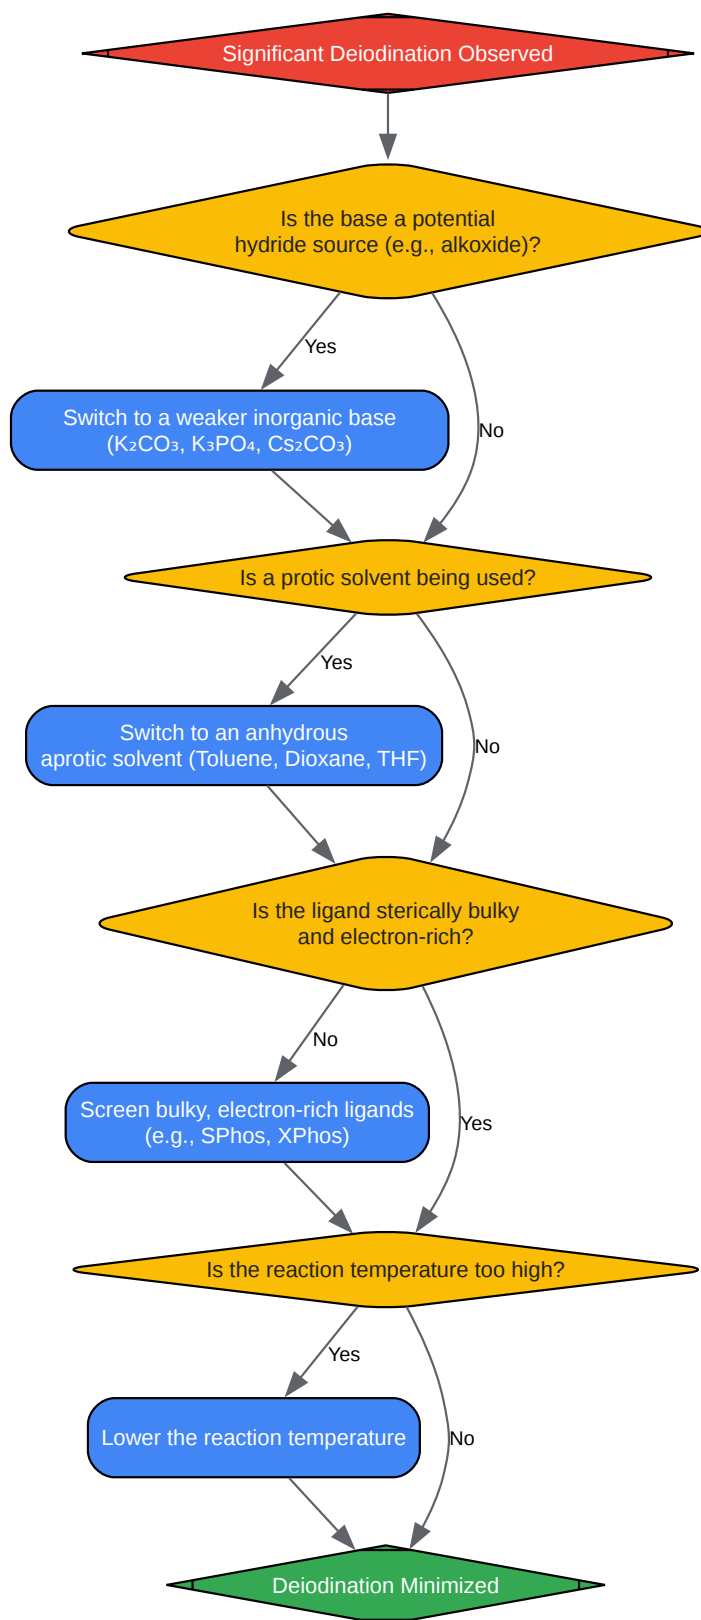 Significant Deiodination Observed
Is the base a potential
hydride source (e.g., alkoxide)?
Yes
Switch to a weaker inorganic base
(K₂CO₃, K₃PO₄, Cs₂CO₃)
No
Is a protic solvent being used?
Yes
Switch to an anhydrous
aprotic solvent (Toluene, Dioxane, THF)
No
Is the ligand sterically bulky
and electron-rich?
No
Screen bulky, electron-rich ligands
(e.g., SPhos, XPhos)
Yes
Is the reaction temperature too high?
Yes
Lower the reaction temperature
No
Deiodination Minimized